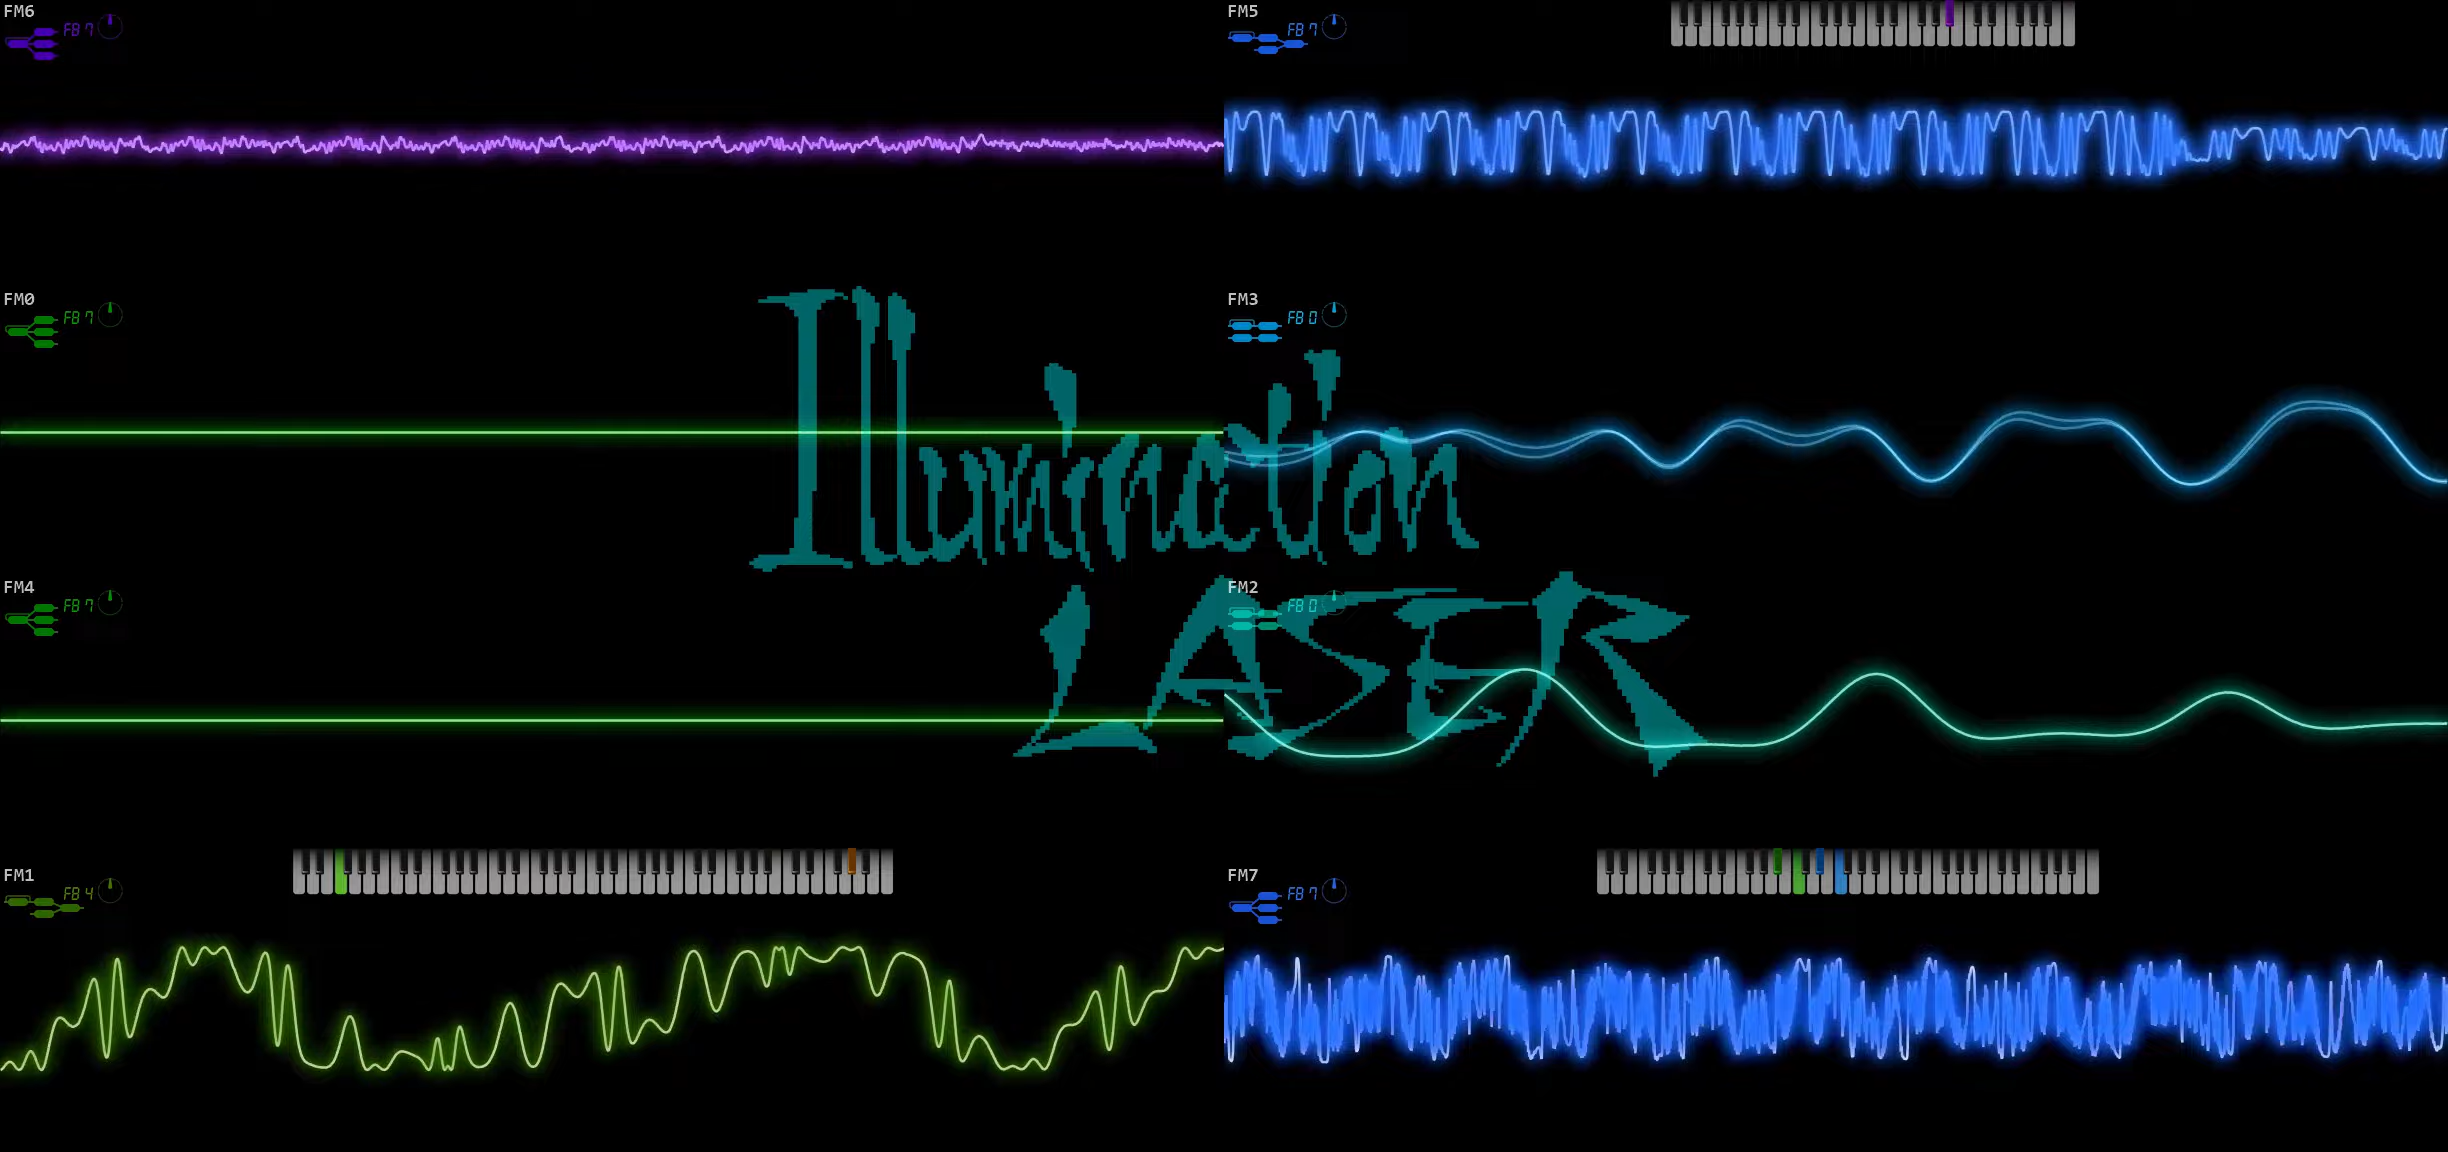 FM6
FB 7
FM5
FB 7
FM0
FB 7
FM3
FB 0
Illumination
LASER
FM4
FB 7
FM2
FB 0
FM1
FB 4
FM7
FB 7